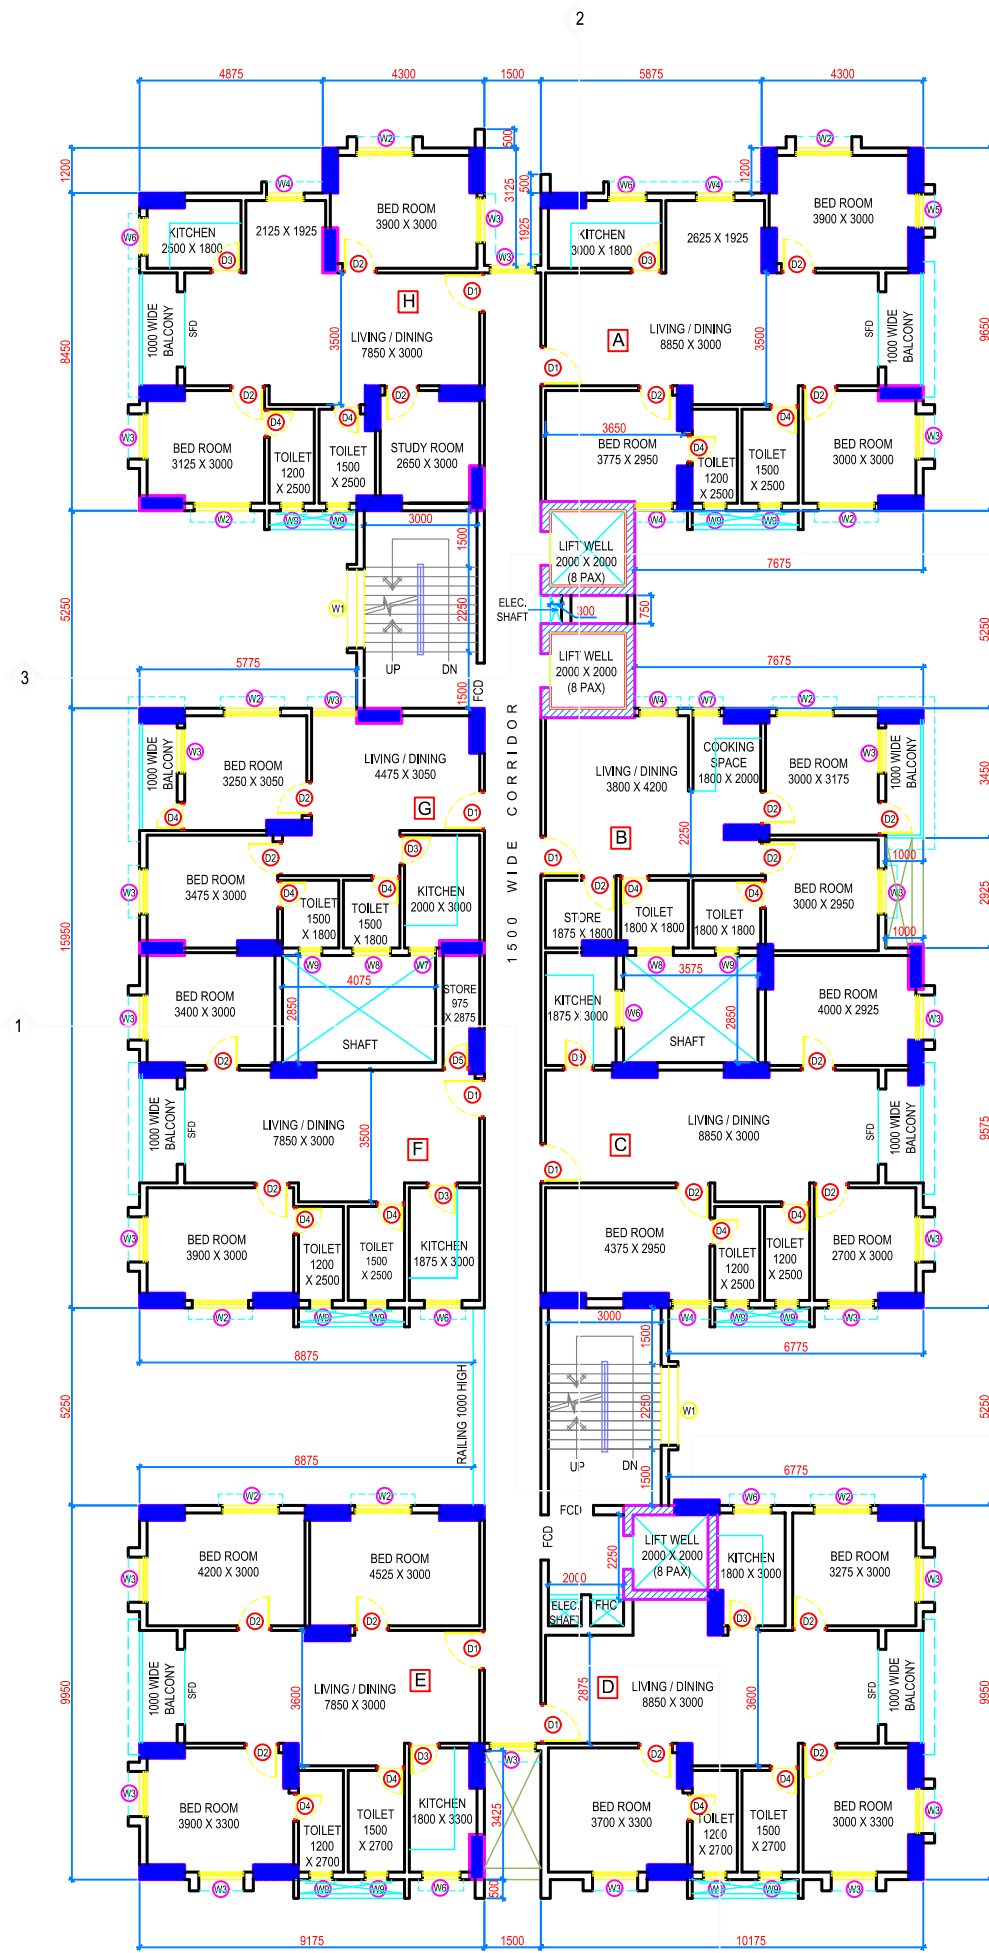 2
4875
4300
1500
5875
4300
500
1200
3125
500
1925
1200
W2
W2
W4
W6
W4
BED ROOM
3900 X 3000
BED ROOM
3900 X 3000
W3
W5
W6
KITCHEN
2500 X 1800
2125 X 1925
KITCHEN
3000 X 1800
2625 X 1925
D3
D2
W3
D3
D2
D1
H
8450
1000 WIDE
BALCONY
SFD
3500
LIVING / DINING
7850 X 3000
A
LIVING / DINING
8850 X 3000
3500
SFD
1000 WIDE
BALCONY
9650
D1
D2
D2
D2
D2
D4
D4
D4
D4
W3
BED ROOM
3125 X 3000
TOILET
1200
X 2500
TOILET
1500
X 2500
STUDY ROOM
2650 X 3000
3650
BED ROOM
3775 X 2950
TOILET
1200
X 2500
TOILET
1500
X 2500
BED ROOM
3000 X 3000
W3
W2
W9
W9
W4
W9
W9
W2
3000
1500
LIFT WELL
2000 X 2000
(8 PAX)
7675
5250
W1
2250
ELEC.
SHAFT
300
750
5250
UP
DN
LIFT WELL
2000 X 2000
(8 PAX)
3
5775
1500
FCD
7675
W2
W3
W4
W7
W2
1000 WIDE
BALCONY
W3
BED ROOM
3250 X 3050
LIVING / DINING
4475 X 3050
1500 WIDE CORRIDOR
LIVING / DINING
3800 X 4200
COOKING
SPACE
1800 X 2000
BED ROOM
3000 X 3175
W3
1000 WIDE
BALCONY
3450
D4
D2
G
D1
D2
D2
B
2250
D2
D3
D1
D2
1000
W3
BED ROOM
3475 X 3000
D4
D4
TOILET
1500
X 1800
TOILET
1500
X 1800
KITCHEN
2000 X 3000
D2
D4
D4
STORE
1875 X 1800
TOILET
1800 X 1800
TOILET
1800 X 1800
BED ROOM
3000 X 2950
W3
2925
1000
15950
W9
W8
W7
W8
W9
4075
3575
W3
BED ROOM
3400 X 3000
2850
SHAFT
STORE
975
X 2875
KITCHEN
1875 X 3000
W6
SHAFT
2850
BED ROOM
4000 X 2925
W3
1
D2
D5
D3
D2
D1
1000 WIDE
BALCONY
SFD
LIVING / DINING
7850 X 3000
3500
F
C
LIVING / DINING
8850 X 3000
SFD
1000 WIDE
BALCONY
9575
D1
D2
D3
D2
D2
D4
D4
D4
D4
W3
BED ROOM
3900 X 3000
TOILET
1200
X 2500
TOILET
1500
X 2500
KITCHEN
1875 X 3000
BED ROOM
4375 X 2950
TOILET
1200
X 2500
TOILET
1200
X 2500
BED ROOM
2700 X 3000
W3
W2
W9
W9
W6
W4
W9
W9
W3
3000
1500
6775
8875
5250
RAILING 1000 HIGH
2250
W1
5250
UP
DN
8875
1500
6775
W2
W2
FCD
W6
W2
FCD
BED ROOM
4200 X 3000
BED ROOM
4525 X 3000
2250
LIFT WELL
2000 X 2000
(8 PAX)
KITCHEN
1800 X 3000
BED ROOM
3275 X 3000
W3
W3
2000
ELEC.
SHAFT
FHC
D2
D2
D3
D2
D1
9950
1000 WIDE
BALCONY
SFD
3600
LIVING / DINING
7850 X 3000
E
2875
D
LIVING / DINING
8850 X 3000
3600
SFD
1000 WIDE
BALCONY
9950
D1
D2
D3
W3
D2
D2
D4
D4
D4
D4
W3
BED ROOM
3900 X 3300
TOILET
1200
X 2700
TOILET
1500
X 2700
KITCHEN
1800 X 3300
3425
BED ROOM
3700 X 3300
TOILET
1200
X 2700
TOILET
1500
X 2700
BED ROOM
3000 X 3300
W3
W3
W9
W9
W6
500
W3
W9
W9
W3
9175
1500
10175